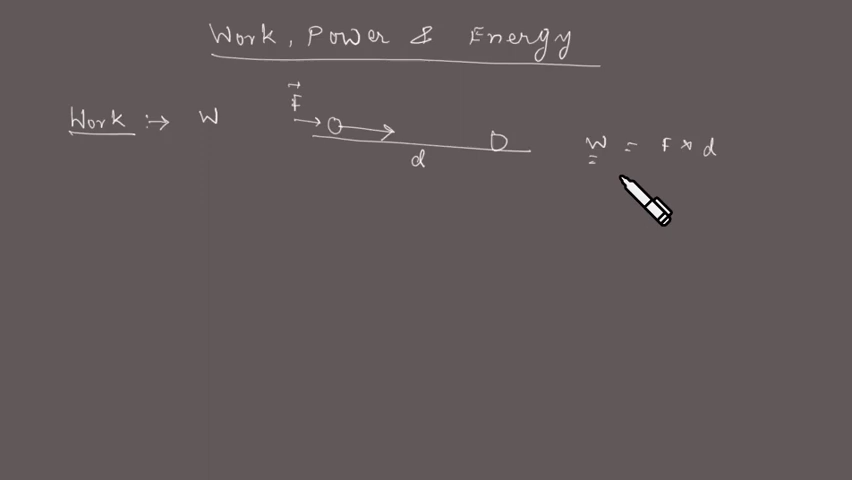 Work, Power & Energy
Work :→ W
F
d
W = F × d